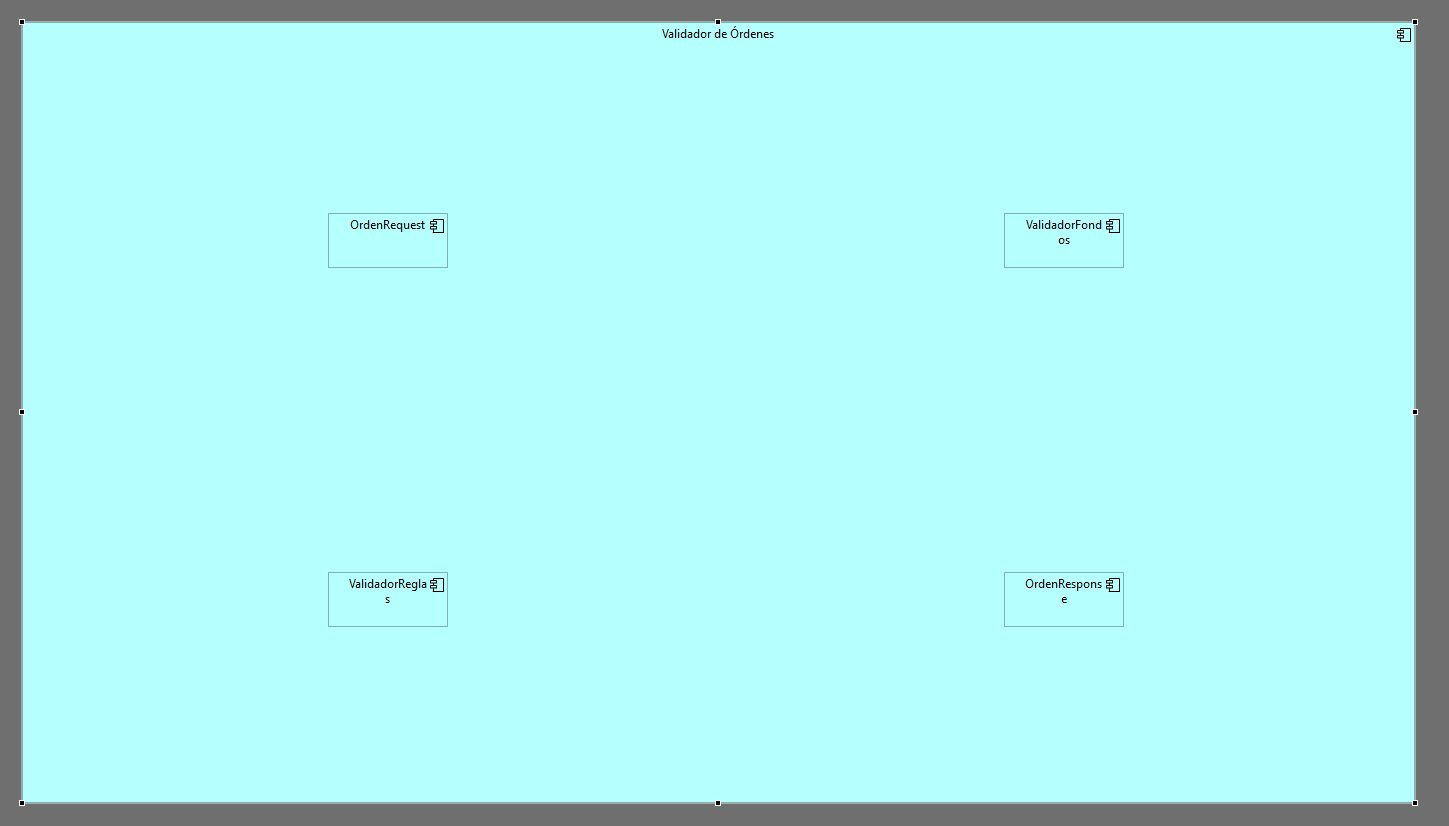 Validador de Órdenes
OrdenRequest
ValidadorFond
os
ValidadorRegla
s
OrdenRespons
e